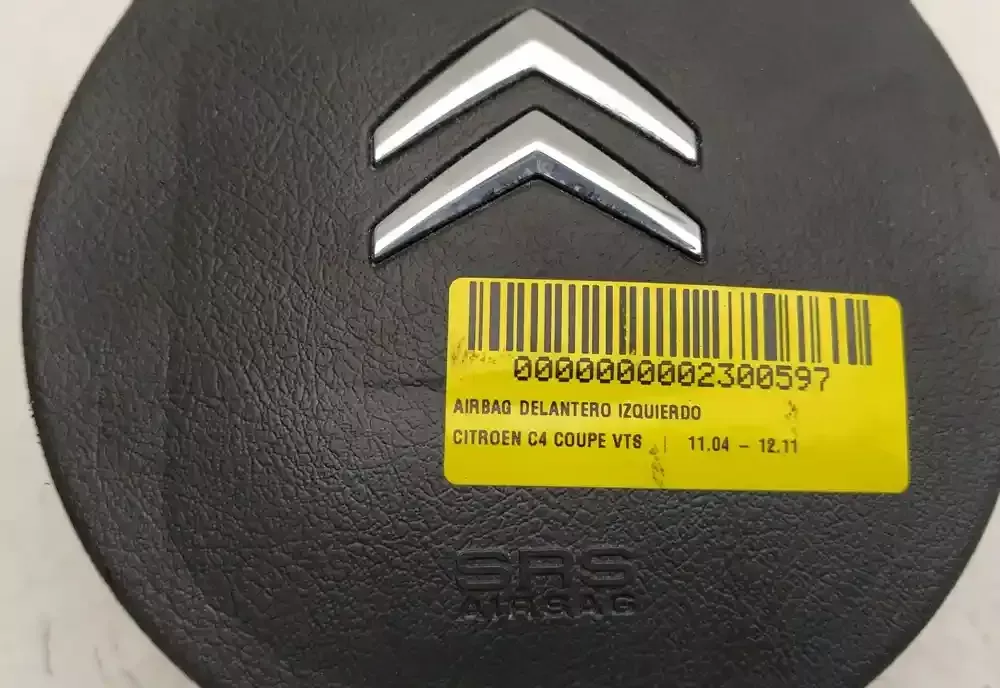 0000000002300597
AIRBAG DELANTERO IZQUIERDO
CITROEN C4 COUPE VTS | 11.04 - 12.11
SRS
AIRBAG